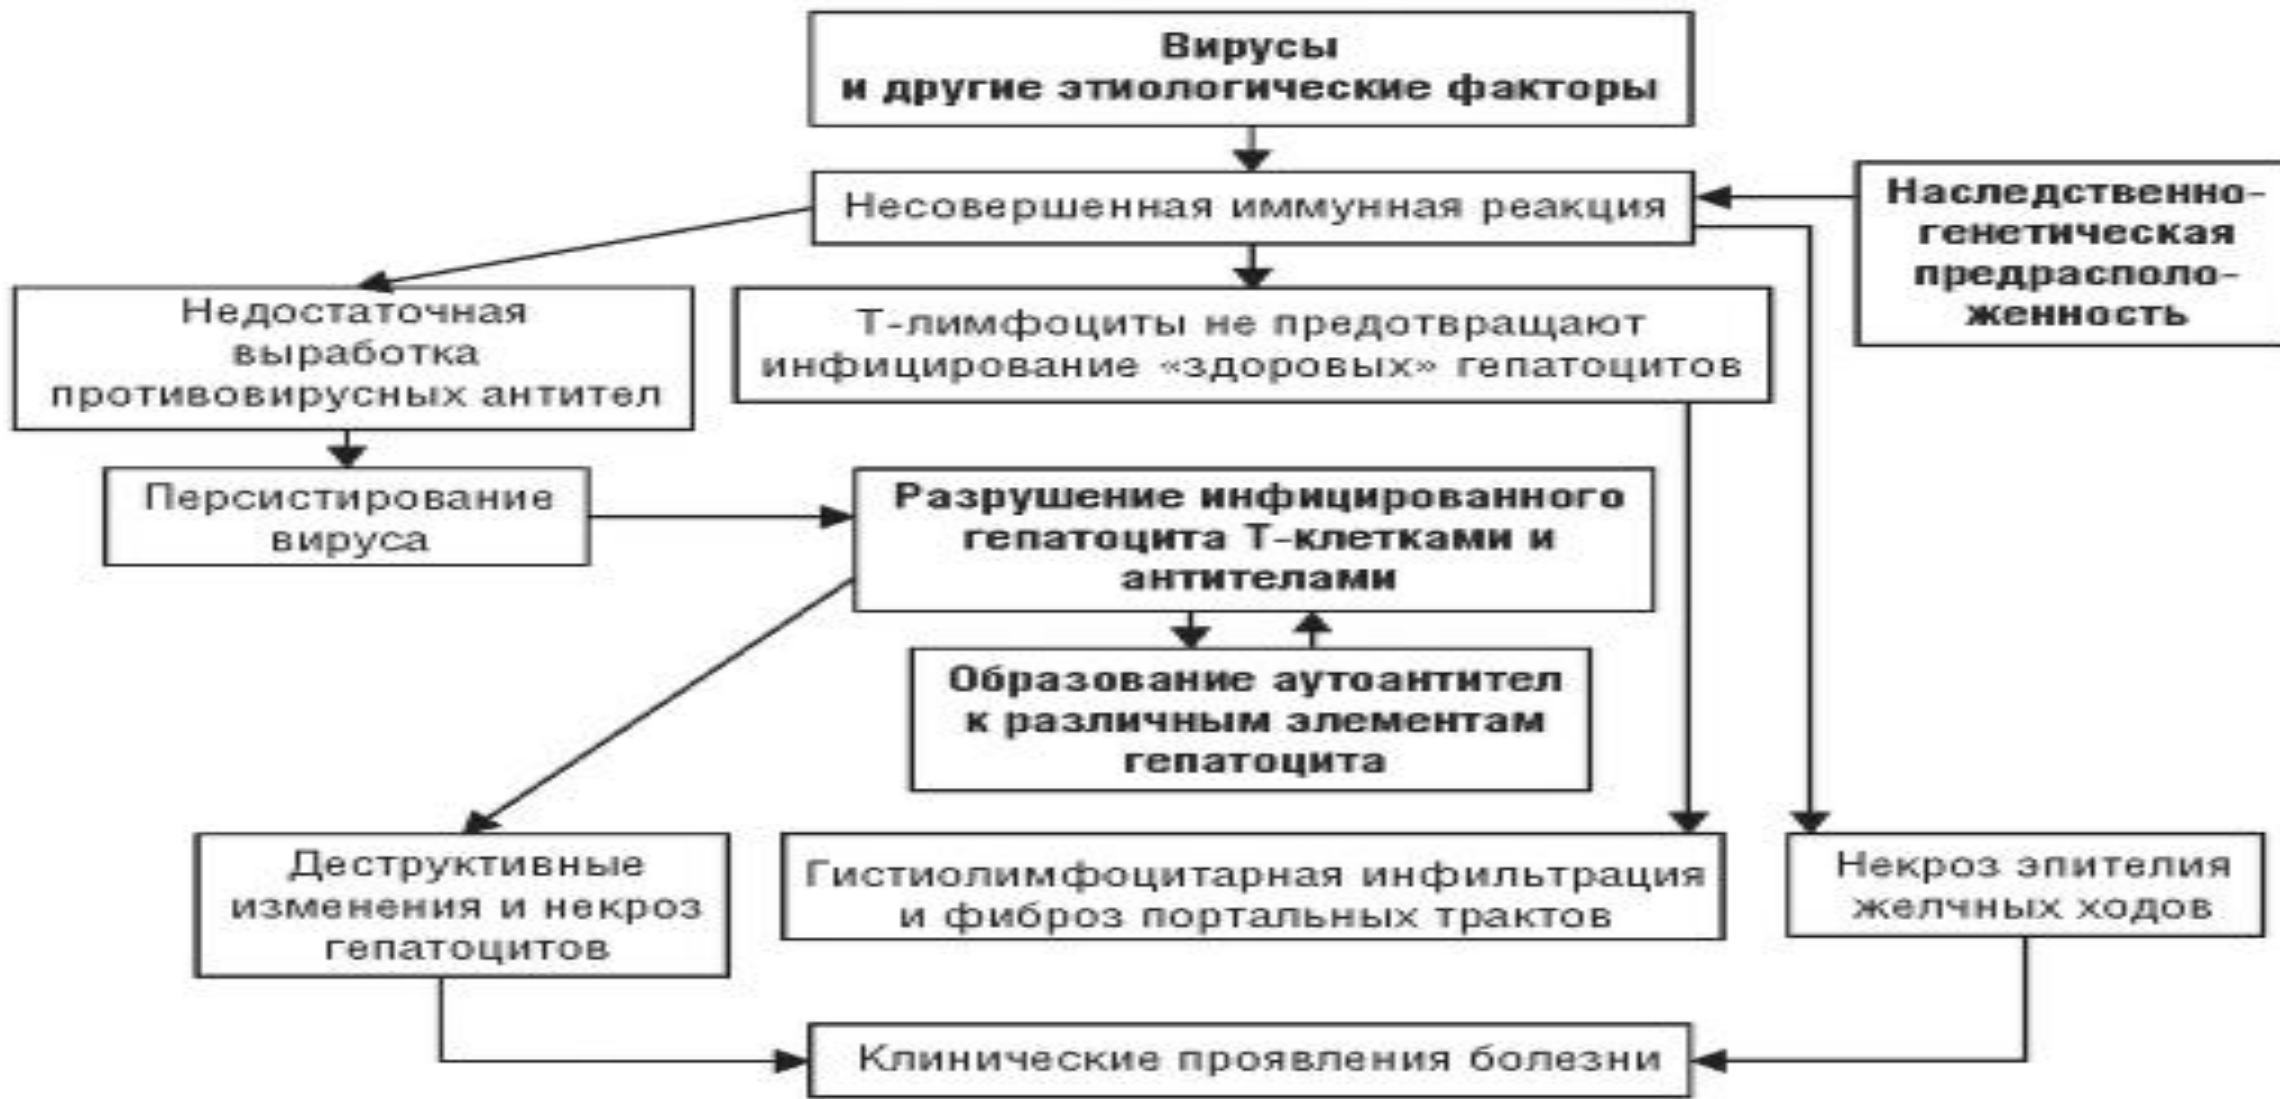 Вирусы
и другие этиологические факторы
Несовершенная иммунная реакция
Наследственно-
генетическая
предрасполо-
женность
Недостаточная
выработка
противовирусных антител
Т-лимфоциты не предотвращают
инфицирование «здоровых» гепатоцитов
Персистирование
вируса
Разрушение инфицированного
гепатоцита Т-клетками и
антителами
Образование аутоантител
к различным элементам
гепатоцита
Деструктивные
изменения и некроз
гепатоцитов
Гистиолимфоцитарная инфильтрация
и фиброз портальных трактов
Некроз эпителия
желчных ходов
Клинические проявления болезни